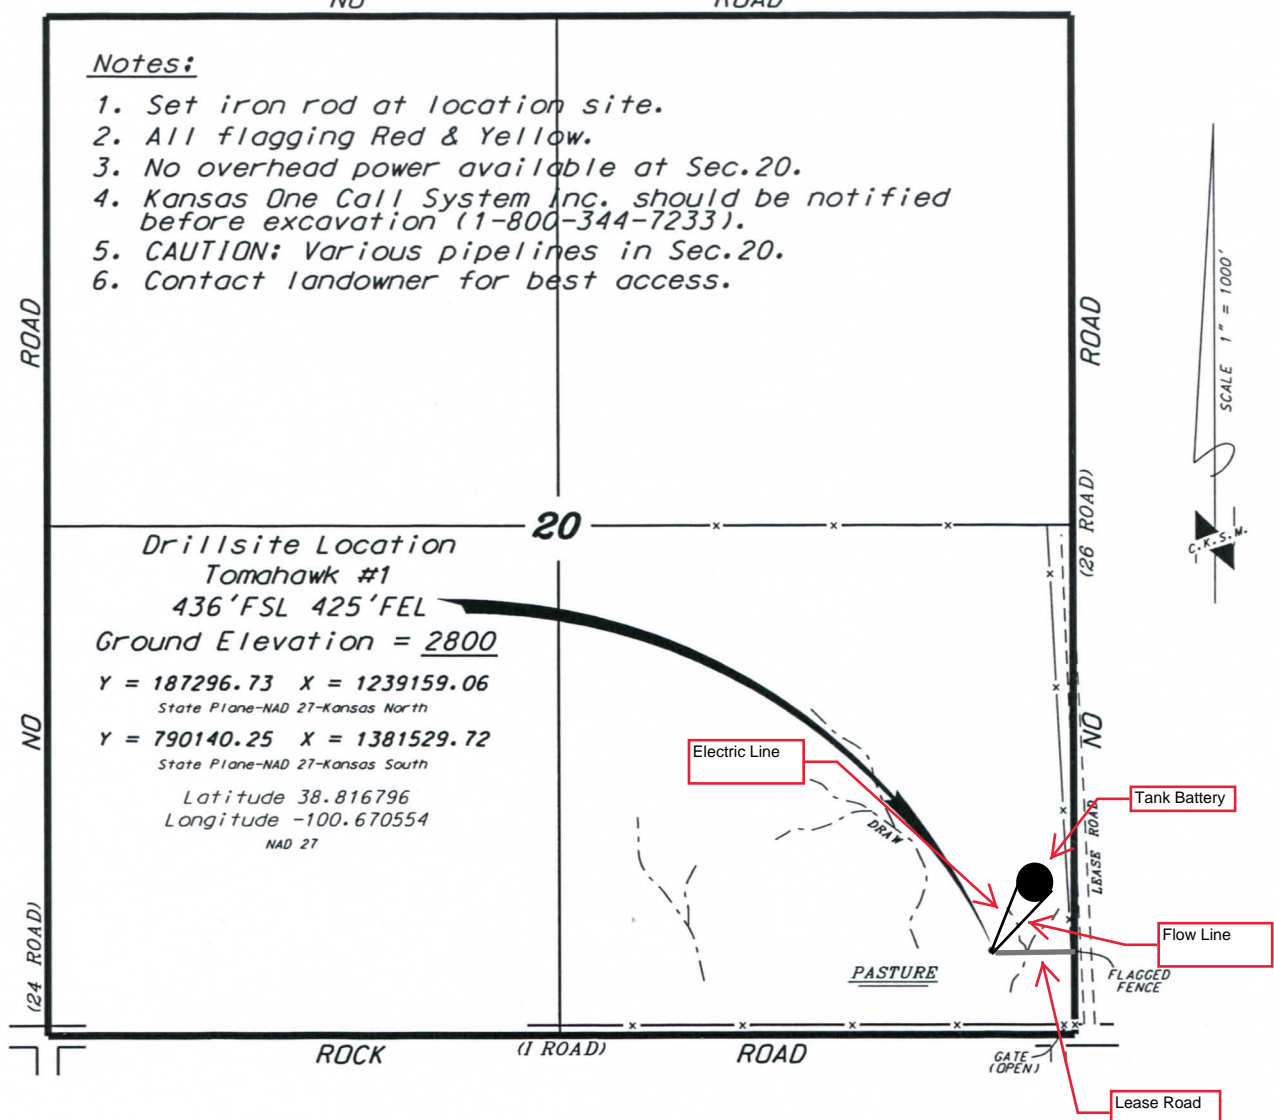 NO ROAD
Notes:
1. Set iron rod at location site.
2. All flagging Red & Yellow.
3. No overhead power available at Sec.20.
4. Kansas One Call System Inc. should be notified
before excavation (1-800-344-7233).
5. CAUTION: Various pipelines in Sec.20.
6. Contact landowner for best access.
ROAD
ROAD
SCALE 1" = 1000'
C.K.S.M.
(26 ROAD)
20
Drillsite Location
Tomahawk #1
436'FSL 425'FEL
Ground Elevation = 2800
Y = 187296.73 X = 1239159.06
State Plane-NAD 27-Kansas North
Y = 790140.25 X = 1381529.72
State Plane-NAD 27-Kansas South
Latitude 38.816796
Longitude -100.670554
NAD 27
NO
NO
Electric Line
Tank Battery
DRAW
LEASE ROAD
Flow Line
PASTURE
FLAGGED
FENCE
(24 ROAD)
ROCK (I ROAD) ROAD
GATE
(OPEN)
Lease Road